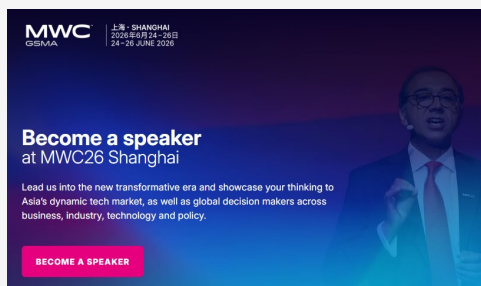 MWC
GSMA
上海·SHANGHAI
2026年6月24-26日
24-26 JUNE 2026
Become a speaker
at MWC26 Shanghai
Lead us into the new transformative era and showcase your thinking to
Asia's dynamic tech market, as well as global decision makers across
business, industry, technology and policy.
BECOME A SPEAKER